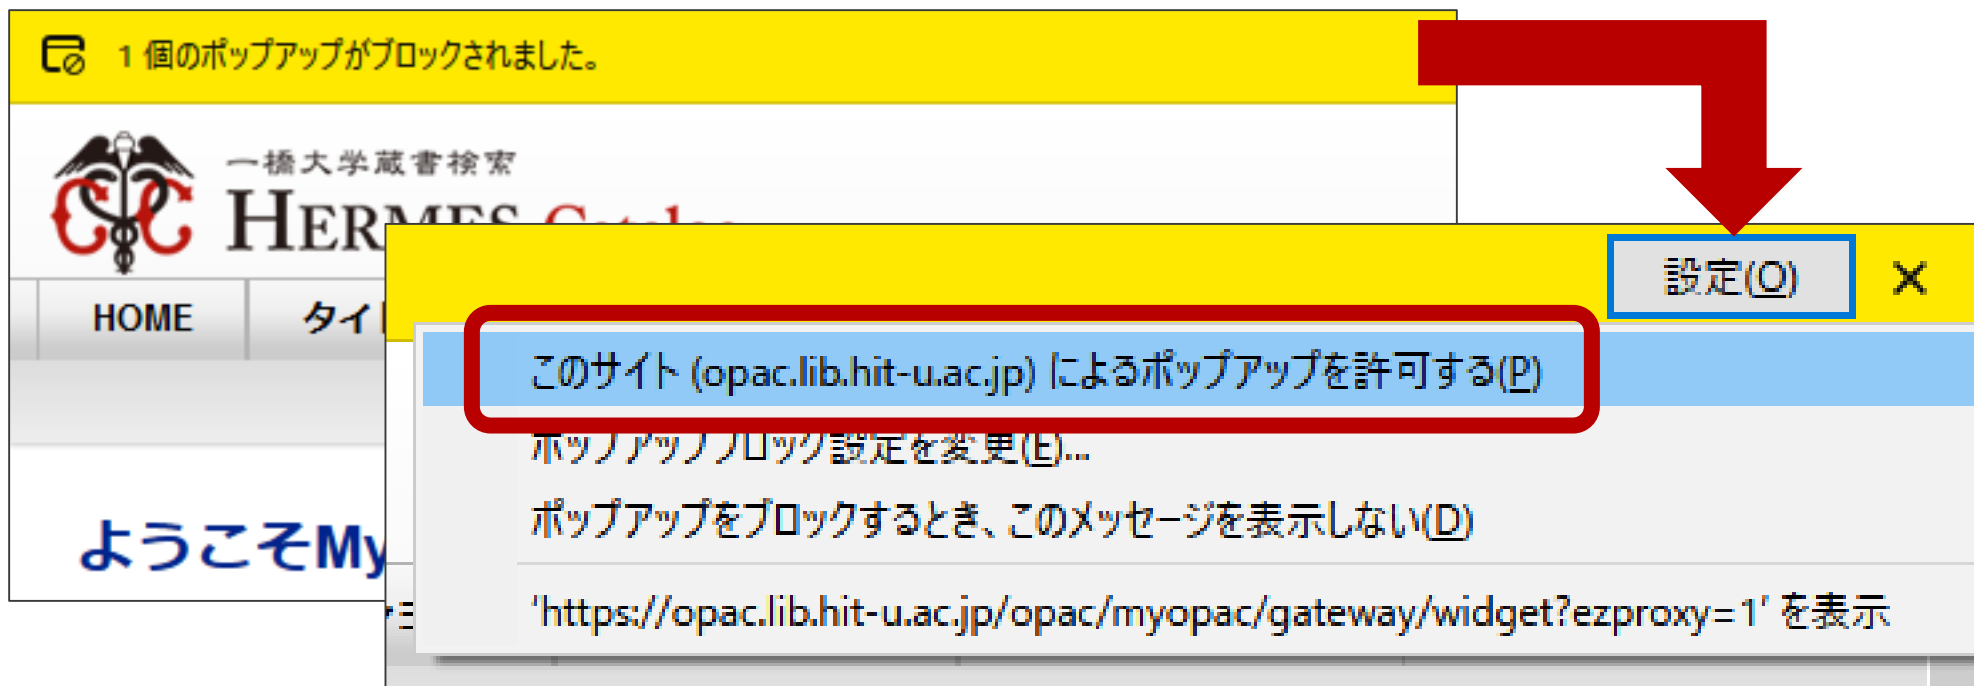 1 個のポップアップがブロックされました。
一橋大学蔵書検索
HERMES Catalog
HOME
タイ
ようこそMy
設定(O)
×
このサイト (opac.lib.hit-u.ac.jp) によるポップアップを許可する(P)
ポップアップブロック設定を変更(E)...
ポップアップをブロックするとき、このメッセージを表示しない(D)
'https://opac.lib.hit-u.ac.jp/opac/myopac/gateway/widget?ezproxy=1' を表示